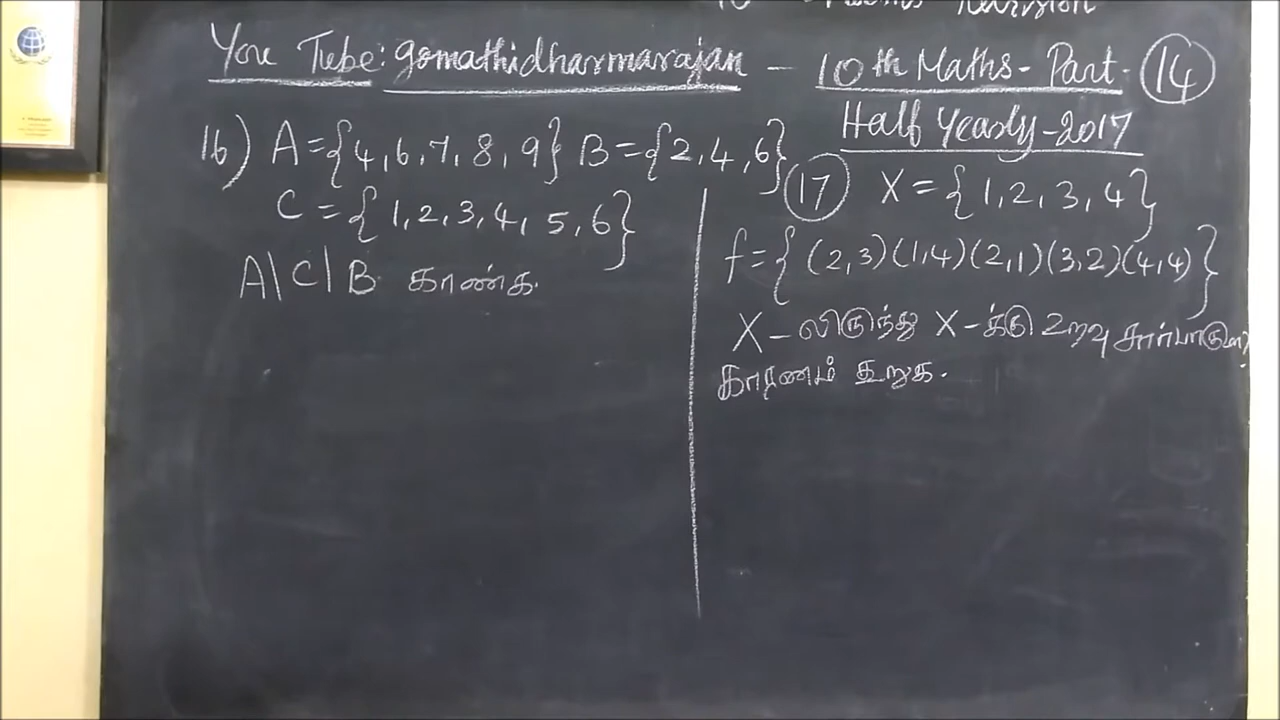 You Tube: gomathidharmarajan - 10th Maths - Part - 14
Half Yearly - 2017
16) A={4,6,7,8,9} B={2,4,6}
C={1,2,3,4,5,6}
A\C\B காண்க.
17 X={1,2,3,4}
f={(2,3)(1,4)(2,1)(3,2)(4,4)}
X-லிருந்து X-க்கு உறவு சார்பாகுமா?
காரணம் கூறுக.